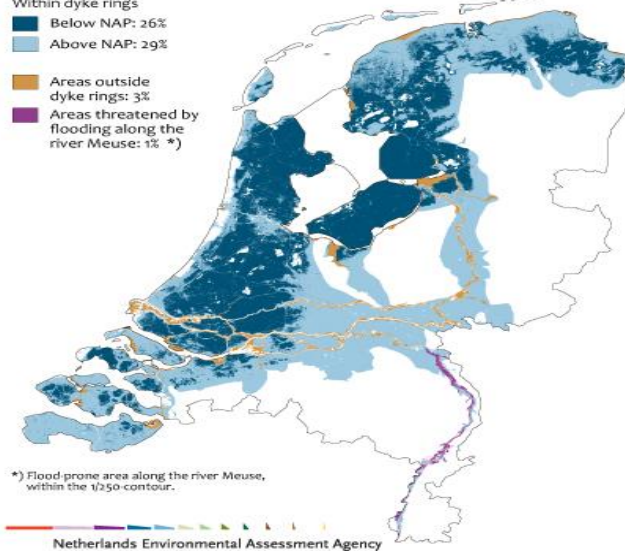 Within dyke rings
Below NAP: 26%
Above NAP: 29%
Areas outside
dyke rings: 3%
Areas threatened by
flooding along the
river Meuse: 1% *)
*) Flood-prone area along the river Meuse,
within the 1/250-contour.
Netherlands Environmental Assessment Agency